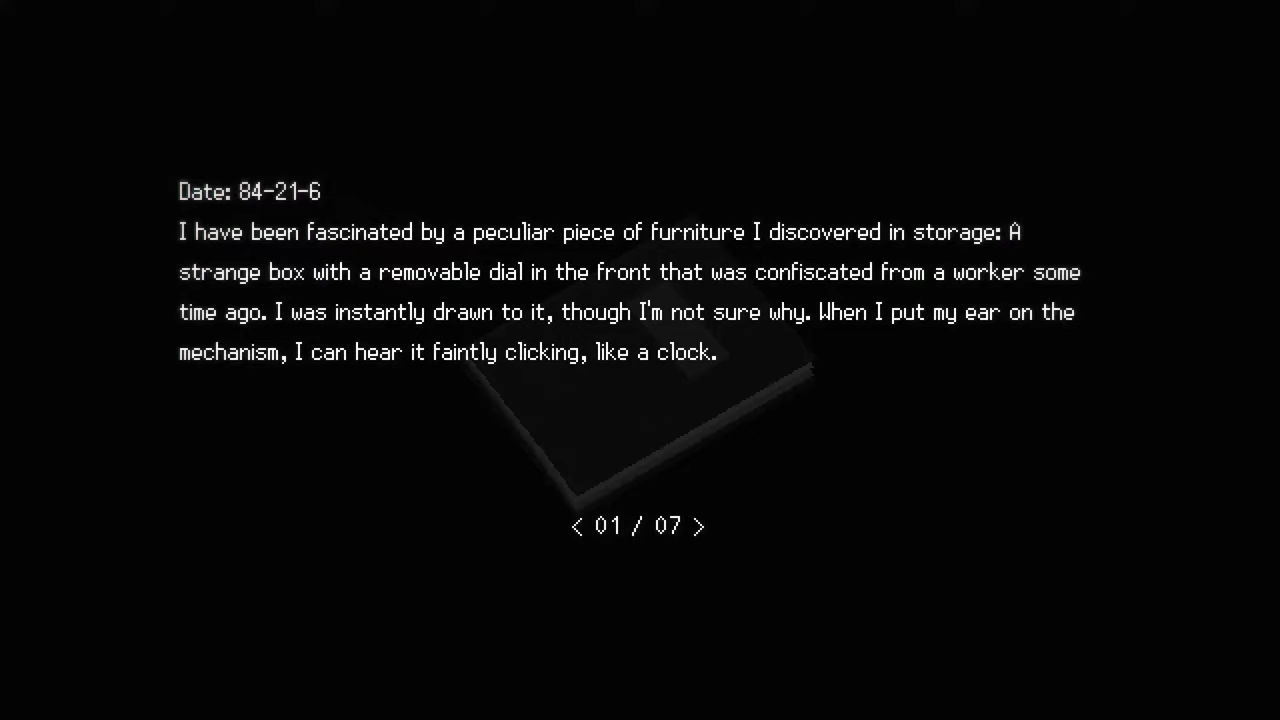 Date: 84-21-6
I have been fascinated by a peculiar piece of furniture I discovered in storage: A
strange box with a removable dial in the front that was confiscated from a worker some
time ago. I was instantly drawn to it, though I'm not sure why. When I put my ear on the
mechanism, I can hear it faintly clicking, like a clock.
< 01 / 07 >